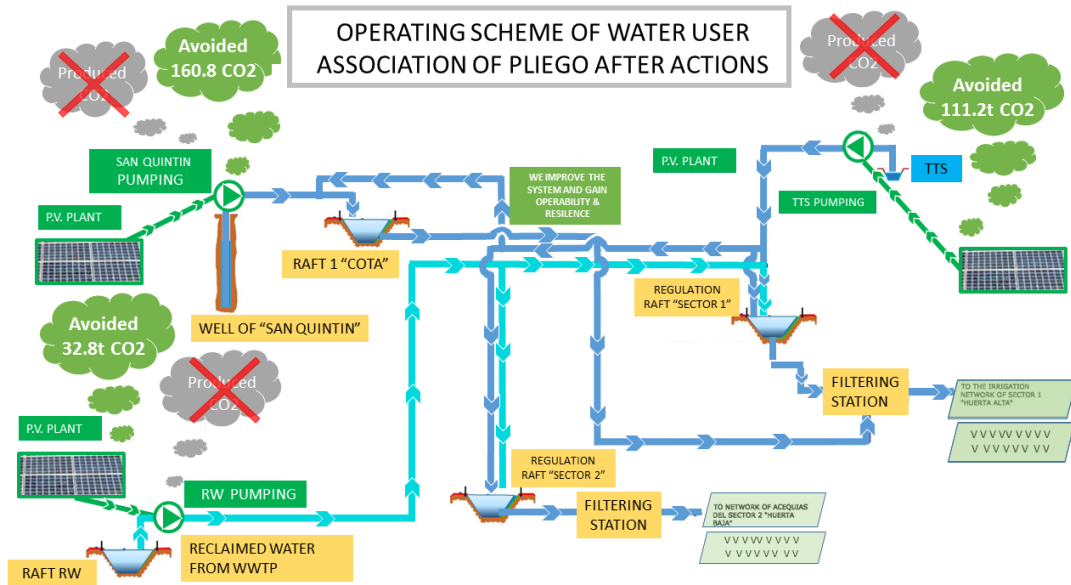 OPERATING SCHEME OF WATER USER
ASSOCIATION OF PLIEGO AFTER ACTIONS
Produced
CO2
Avoided
160.8 CO2
Produced
CO2
Avoided
111.2t CO2
SAN QUINTIN
PUMPING
P.V. PLANT
WE IMPROVE THE
SYSTEM AND GAIN
OPERABILITY &
RESILENCE
P.V. PLANT
TTS
TTS PUMPING
RAFT 1 “COTA”
WELL OF “SAN QUINTIN”
REGULATION
RAFT “SECTOR 1”
Avoided
32.8t CO2
Produced
CO2
FILTERING
STATION
TO THE IRRIGATION
NETWORK OF SECTOR 1
"HUERTA ALTA"
V V V VV V V V V
V V V V V V V V
P.V. PLANT
REGULATION
RAFT “SECTOR 2”
RW PUMPING
FILTERING
STATION
TO NETWORK OF ACEQUIAS
DEL SECTOR 2 "HUERTA
BAJA"
V V V VV V V V V
V V V V V V V V
RAFT RW
RECLAIMED WATER
FROM WWTP